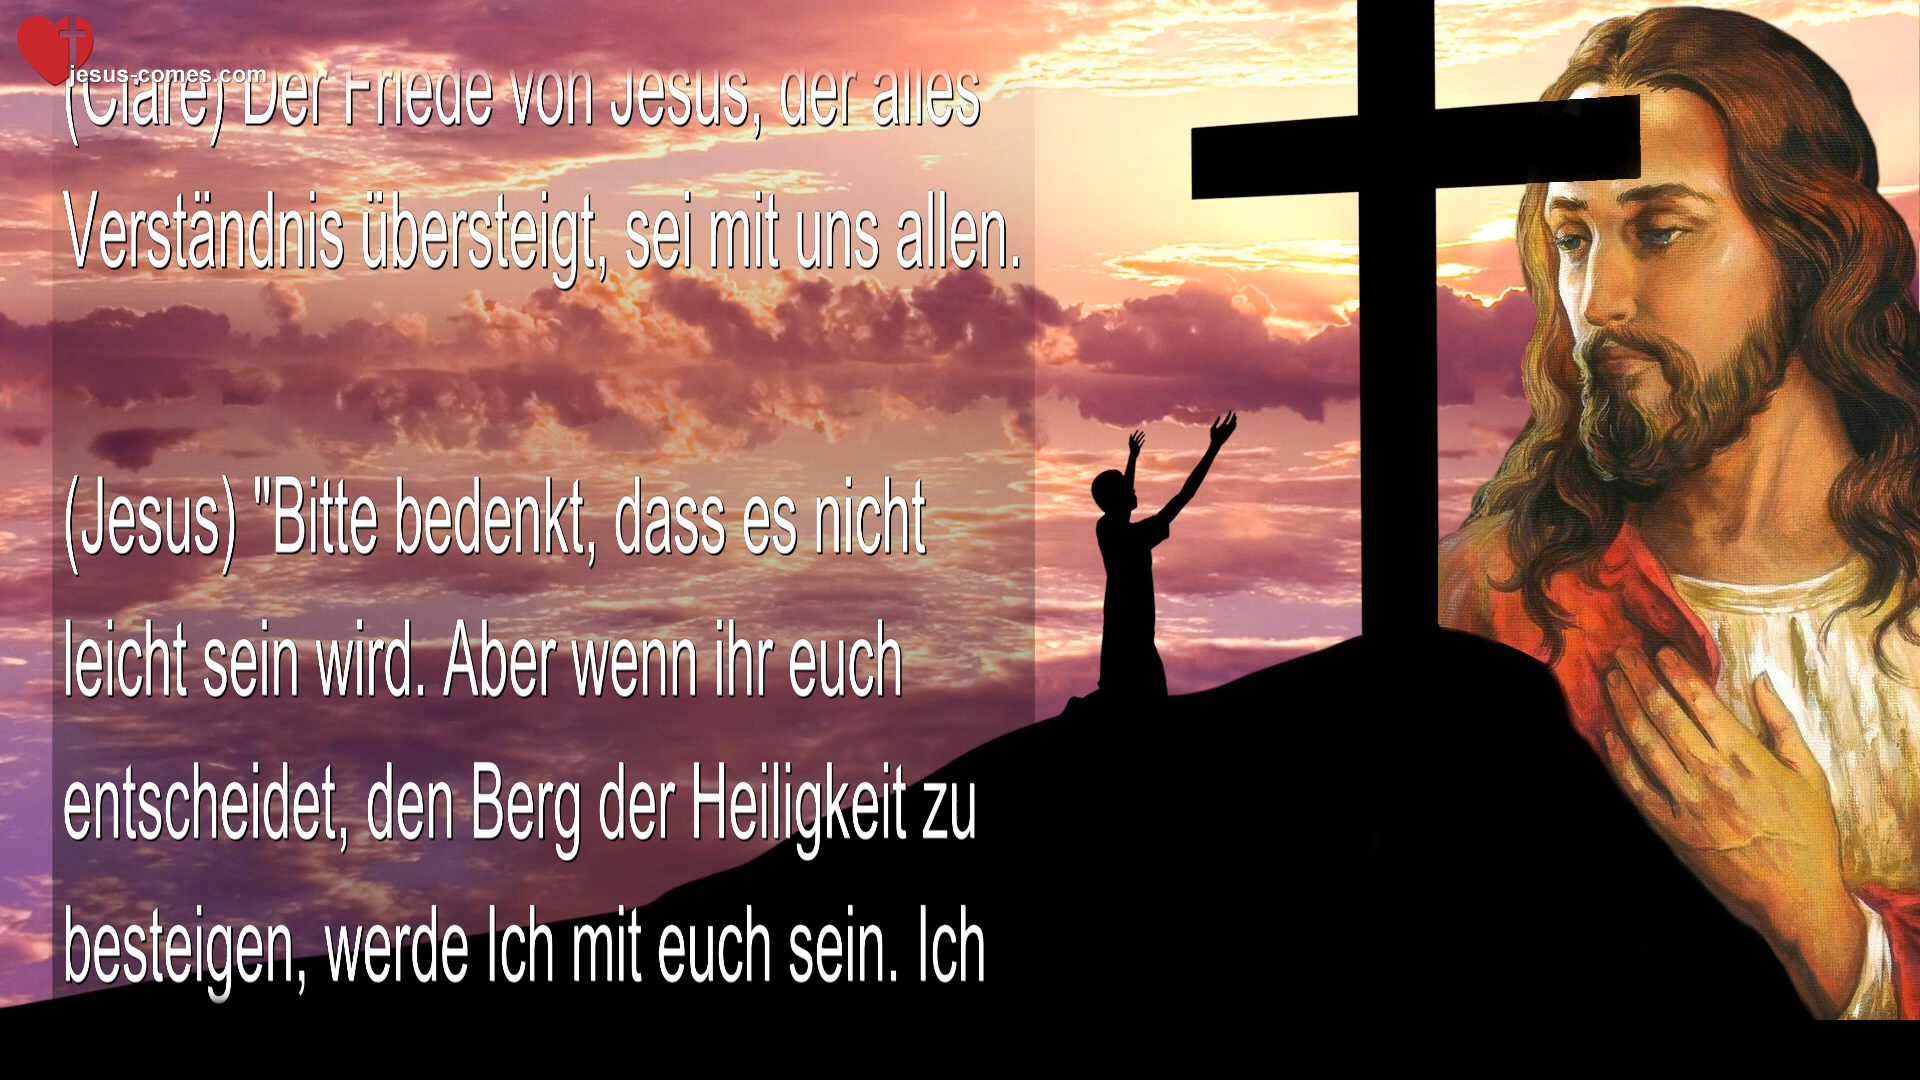 jesus-comes.com
(Clare) Der Friede von Jesus, der alles
Verständnis übersteigt, sei mit uns allen.
(Jesus) "Bitte bedenkt, dass es nicht
leicht sein wird. Aber wenn ihr euch
entscheidet, den Berg der Heiligkeit zu
besteigen, werde Ich mit euch sein. Ich